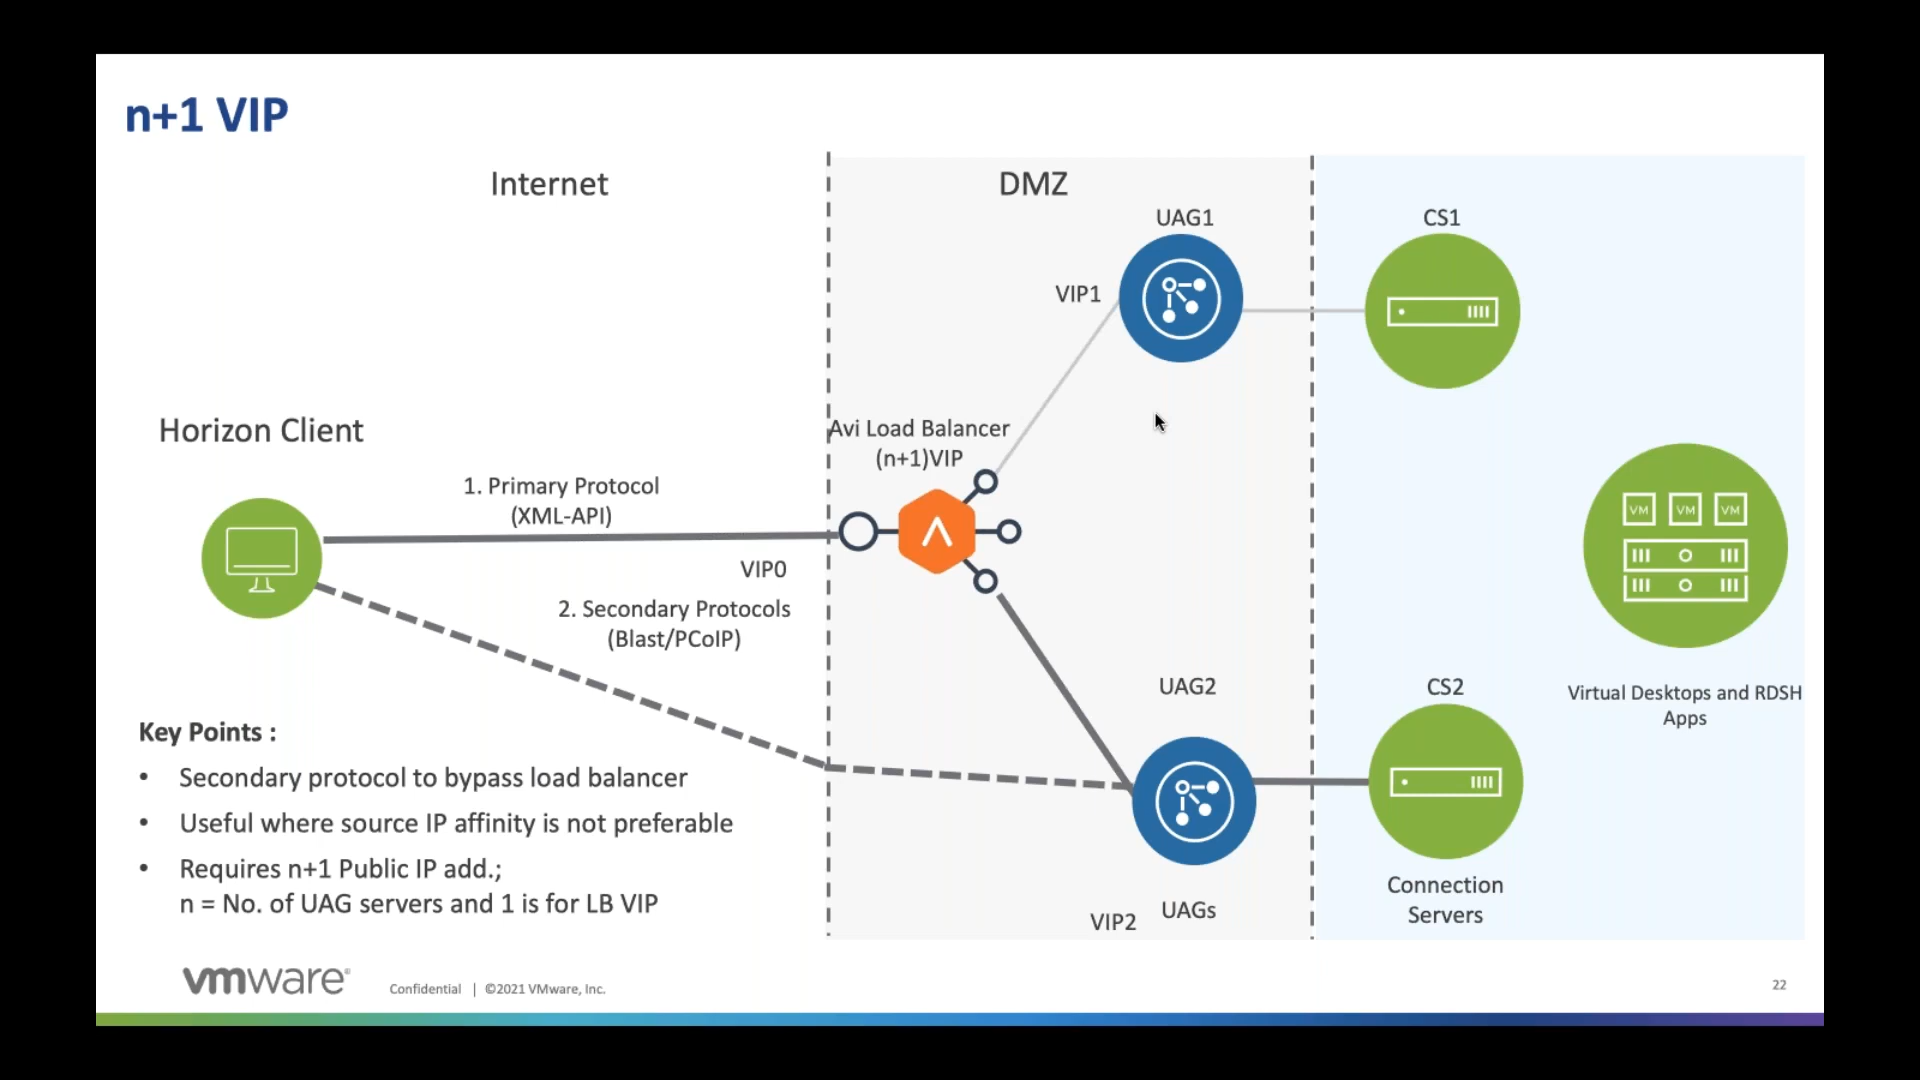 n+1 VIP
Internet
DMZ
UAG1
CS1
VIP1
Horizon Client
Avi Load Balancer
(n+1)VIP
1. Primary Protocol
(XML-API)
VIP0
2. Secondary Protocols
(Blast/PCoIP)
VM VM VM
UAG2
CS2
Virtual Desktops and RDSH
Apps
Key Points :
• Secondary protocol to bypass load balancer
• Useful where source IP affinity is not preferable
• Requires n+1 Public IP add.;
n = No. of UAG servers and 1 is for LB VIP
Connection
Servers
VIP2 UAGs
vmware®
Confidential | ©2021 VMware, Inc.
22